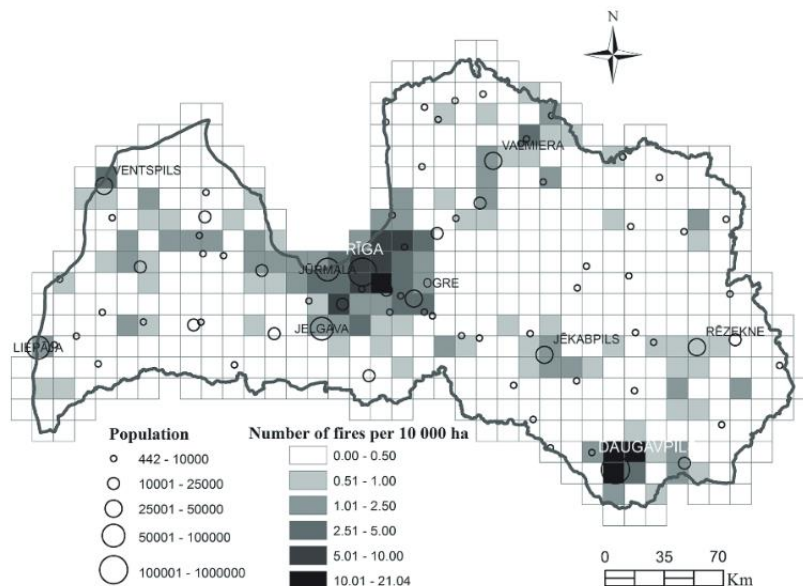 N
VENTSPILS
VALMIERA
RĪGA
JŪRMALA
OGRE
JELGAVA
LIEPĀJA
JĒKABPILS
RĒZEKNE
DAUGAVPIL
Population
442 - 10000
10001 - 25000
25001 - 50000
50001 - 100000
100001 - 1000000
Number of fires per 10 000 ha
0.00 - 0.50
0.51 - 1.00
1.01 - 2.50
2.51 - 5.00
5.01 - 10.00
10.01 - 21.04
0 35 70
Km